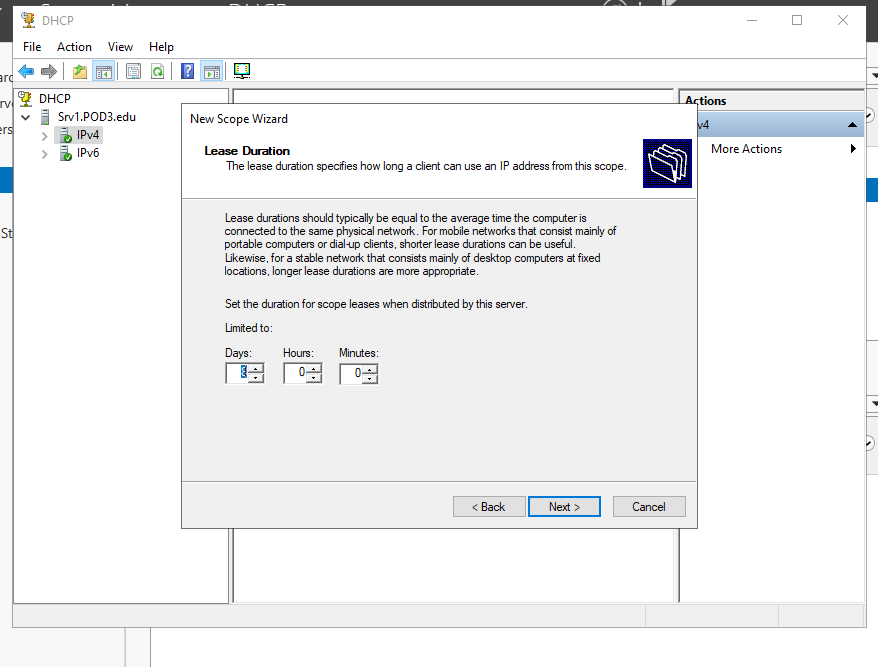 DHCP
File Action View Help
DHCP
Srv1.POD3.edu
IPv4
IPv6
Actions
v4
More Actions
New Scope Wizard
Lease Duration
The lease duration specifies how long a client can use an IP address from this scope.
Lease durations should typically be equal to the average time the computer is
connected to the same physical network. For mobile networks that consist mainly of
portable computers or dial-up clients, shorter lease durations can be useful.
Likewise, for a stable network that consists mainly of desktop computers at fixed
locations, longer lease durations are more appropriate.
Set the duration for scope leases when distributed by this server.
Limited to:
Days: Hours: Minutes:
0 0
< Back Next > Cancel
St